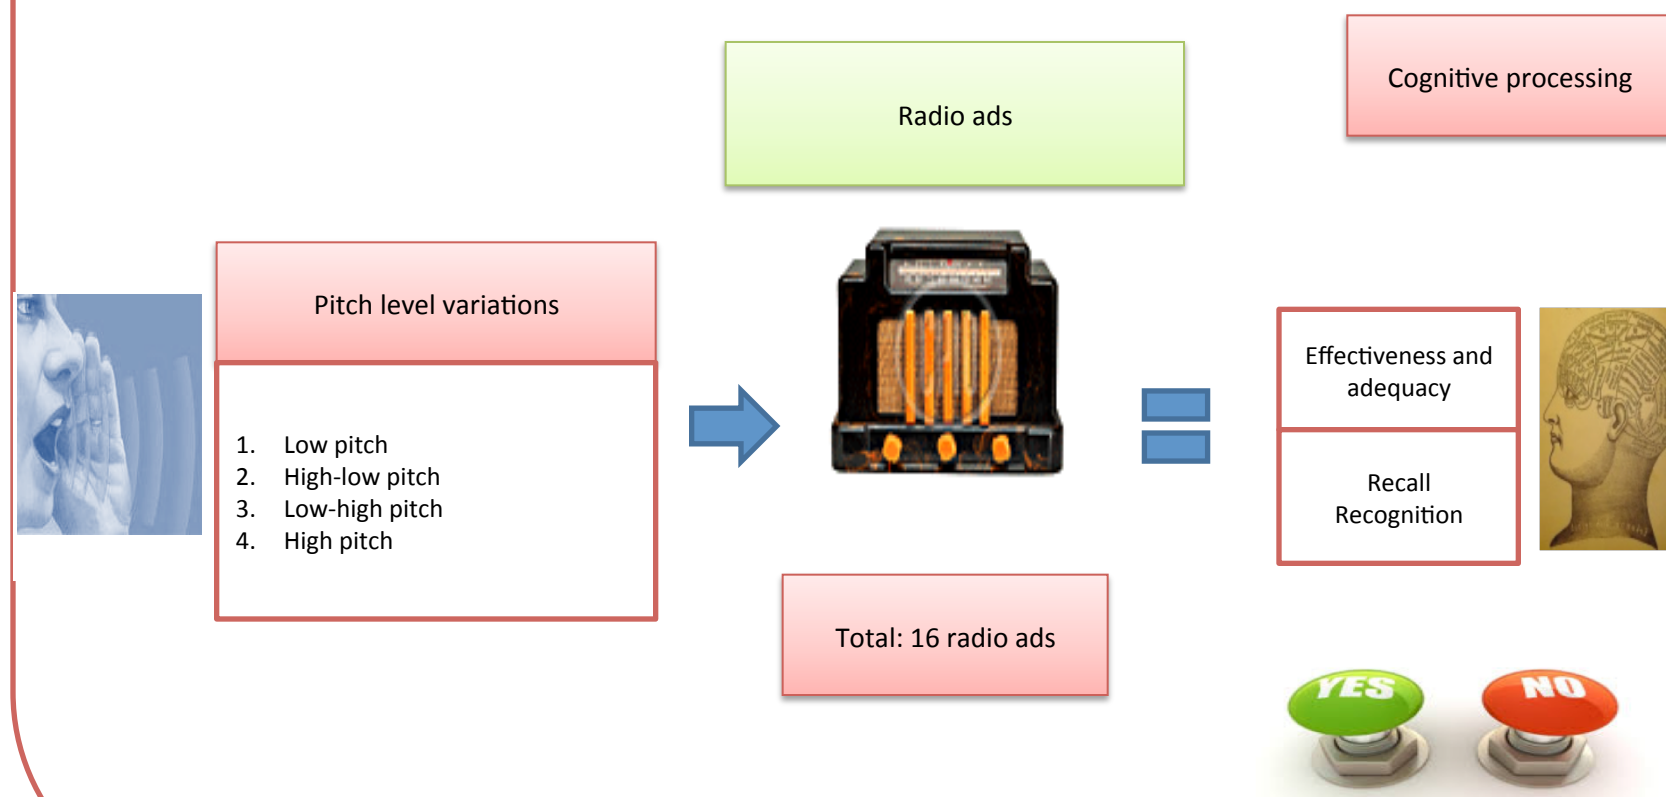 Cognitive processing
Radio ads
Pitch level variations
1. Low pitch
2. High-low pitch
3. Low-high pitch
4. High pitch
Effectiveness and
adequacy
Recall
Recognition
Total: 16 radio ads
YES
NO